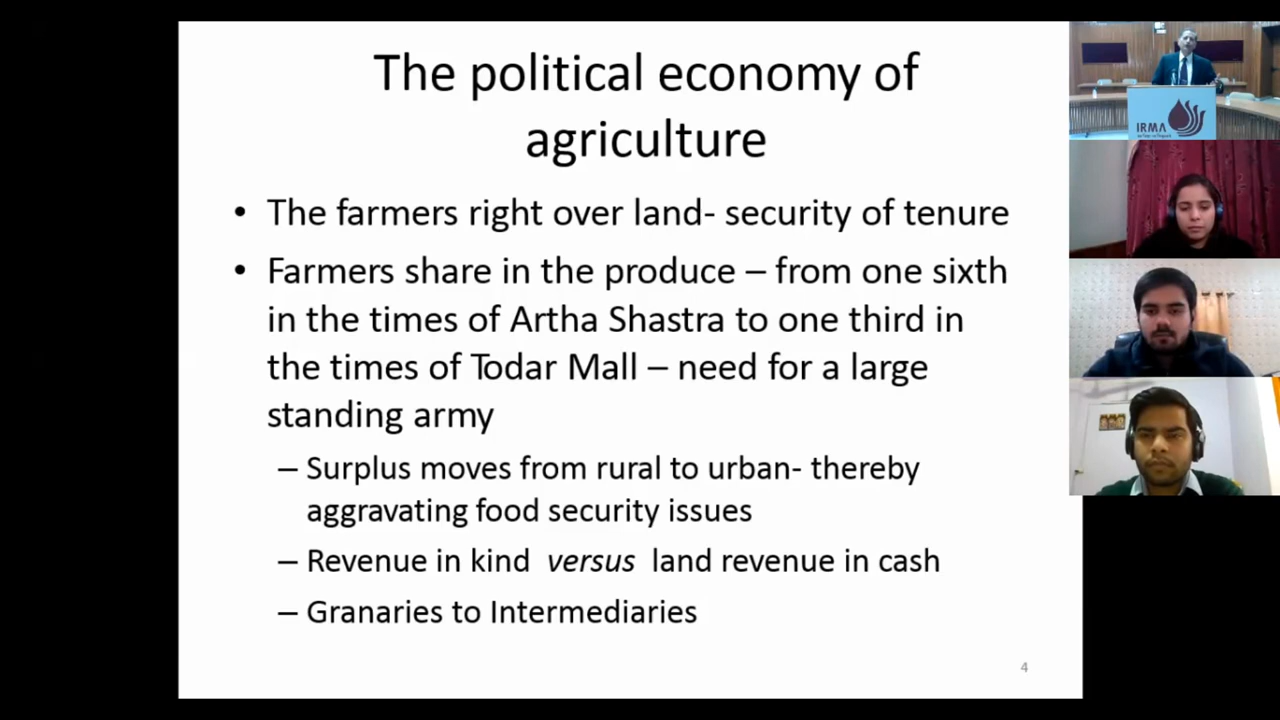 The political economy of
agriculture
• The farmers right over land- security of tenure
• Farmers share in the produce – from one sixth
in the times of Artha Shastra to one third in
the times of Todar Mall – need for a large
standing army
– Surplus moves from rural to urban- thereby
aggravating food security issues
– Revenue in kind versus land revenue in cash
– Granaries to Intermediaries
4
IRMA